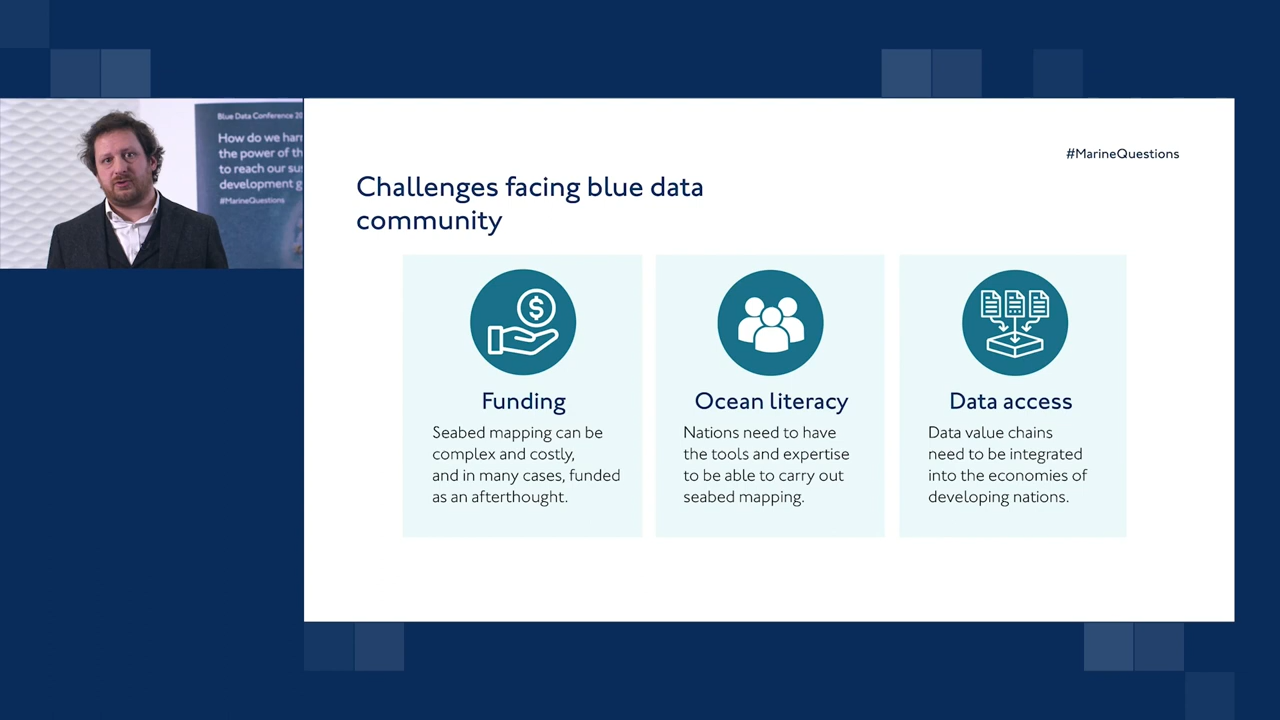 Blue Data Conference 20
How do we harn
the power of th
to reach our sus
development g
#MarineQuestions
#MarineQuestions
Challenges facing blue data
community
$
Funding
Seabed mapping can be
complex and costly,
and in many cases, funded
as an afterthought.
Ocean literacy
Nations need to have
the tools and expertise
to be able to carry out
seabed mapping.
Data access
Data value chains
need to be integrated
into the economies of
developing nations.